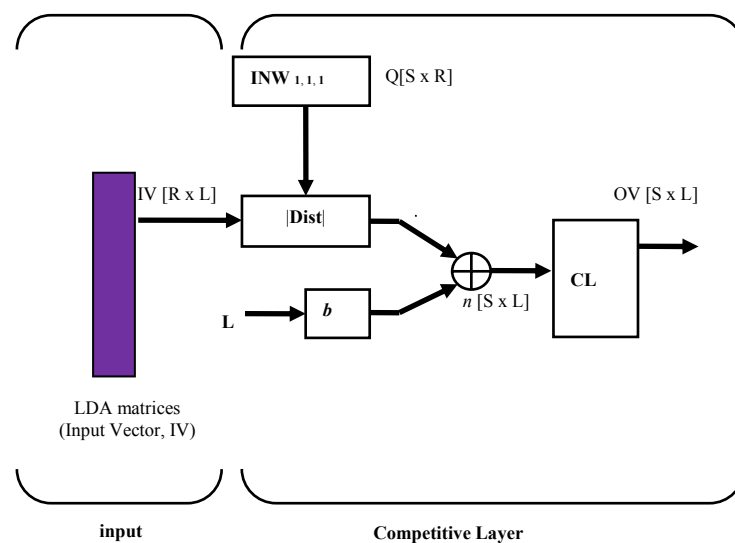 INW 1, 1, 1
Q[S x R]
IV [R x L]
|Dist|
OV [S x L]
CL
n [S x L]
L
b
LDA matrices
(Input Vector, IV)
input
Competitive Layer